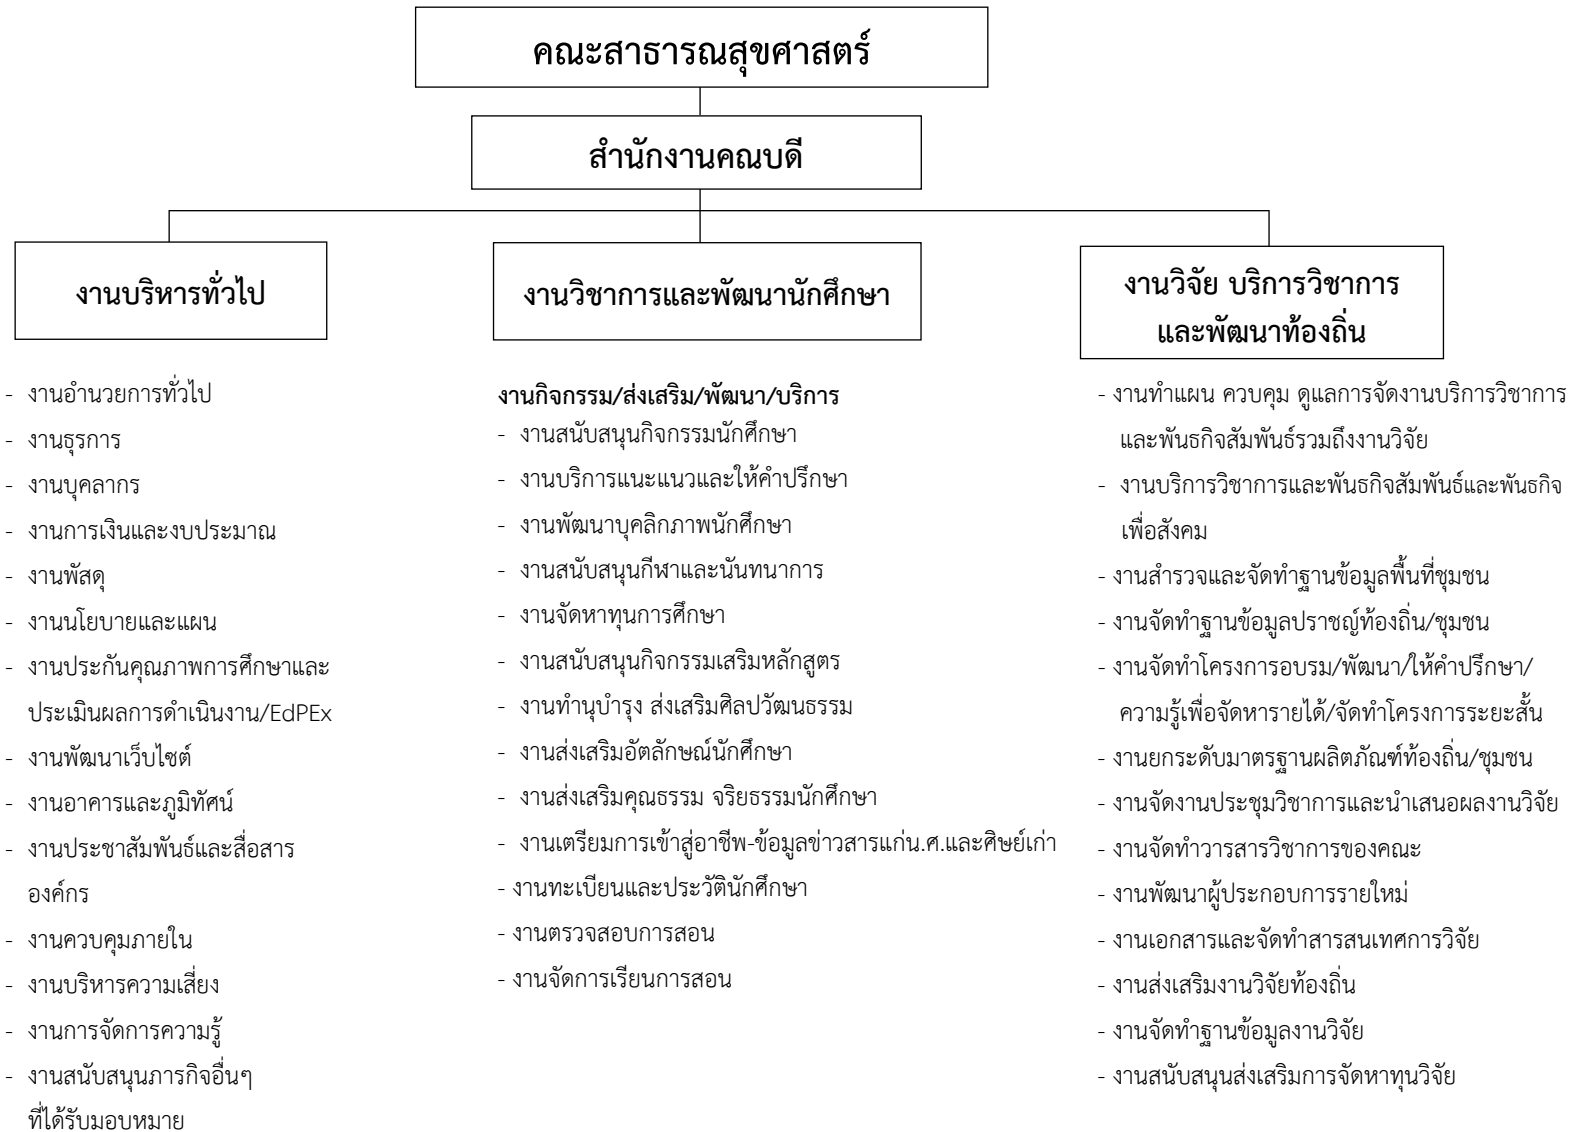 คณะสาธารณสุขศาสตร์
สำนักงานคณบดี
งานบริหารทั่วไป
- งานอำนวยการทั่วไป
- งานธุรการ
- งานบุคลากร
- งานการเงินและงบประมาณ
- งานพัสดุ
- งานนโยบายและแผน
- งานประกันคุณภาพการศึกษาและ
ประเมินผลการดำเนินงาน/EdPEx
- งานพัฒนาเว็บไซต์
- งานอาคารและภูมิทัศน์
- งานประชาสัมพันธ์และสื่อสาร
องค์กร
- งานควบคุมภายใน
- งานบริหารความเสี่ยง
- งานการจัดการความรู้
- งานสนับสนุนภารกิจอื่นๆ
ที่ได้รับมอบหมาย
งานวิชาการและพัฒนานักศึกษา
งานกิจกรรม/ส่งเสริม/พัฒนา/บริการ
- งานสนับสนุนกิจกรรมนักศึกษา
- งานบริการแนะแนวและให้คำปรึกษา
- งานพัฒนาบุคลิกภาพนักศึกษา
- งานสนับสนุนกีฬาและนันทนาการ
- งานจัดหาทุนการศึกษา
- งานสนับสนุนกิจกรรมเสริมหลักสูตร
- งานทำนุบำรุง ส่งเสริมศิลปวัฒนธรรม
- งานส่งเสริมอัตลักษณ์นักศึกษา
- งานส่งเสริมคุณธรรม จริยธรรมนักศึกษา
- งานเตรียมการเข้าสู่อาชีพ-ข้อมูลข่าวสารแก่น.ศ.และศิษย์เก่า
- งานทะเบียนและประวัตินักศึกษา
- งานตรวจสอบการสอน
- งานจัดการเรียนการสอน
งานวิจัย บริการวิชาการ
และพัฒนาท้องถิ่น
- งานทำแผน ควบคุม ดูแลการจัดงานบริการวิชาการ
และพันธกิจสัมพันธ์รวมถึงงานวิจัย
- งานบริการวิชาการและพันธกิจสัมพันธ์และพันธกิจ
เพื่อสังคม
- งานสำรวจและจัดทำฐานข้อมูลพื้นที่ชุมชน
- งานจัดทำฐานข้อมูลปราชญ์ท้องถิ่น/ชุมชน
- งานจัดทำโครงการอบรม/พัฒนา/ให้คำปรึกษา/
ความรู้เพื่อจัดหารายได้/จัดทำโครงการระยะสั้น
- งานยกระดับมาตรฐานผลิตภัณฑ์ท้องถิ่น/ชุมชน
- งานจัดงานประชุมวิชาการและนำเสนอผลงานวิจัย
- งานจัดทำวารสารวิชาการของคณะ
- งานพัฒนาผู้ประกอบการรายใหม่
- งานเอกสารและจัดทำสารสนเทศการวิจัย
- งานส่งเสริมงานวิจัยท้องถิ่น
- งานจัดทำฐานข้อมูลงานวิจัย
- งานสนับสนุนส่งเสริมการจัดหาทุนวิจัย